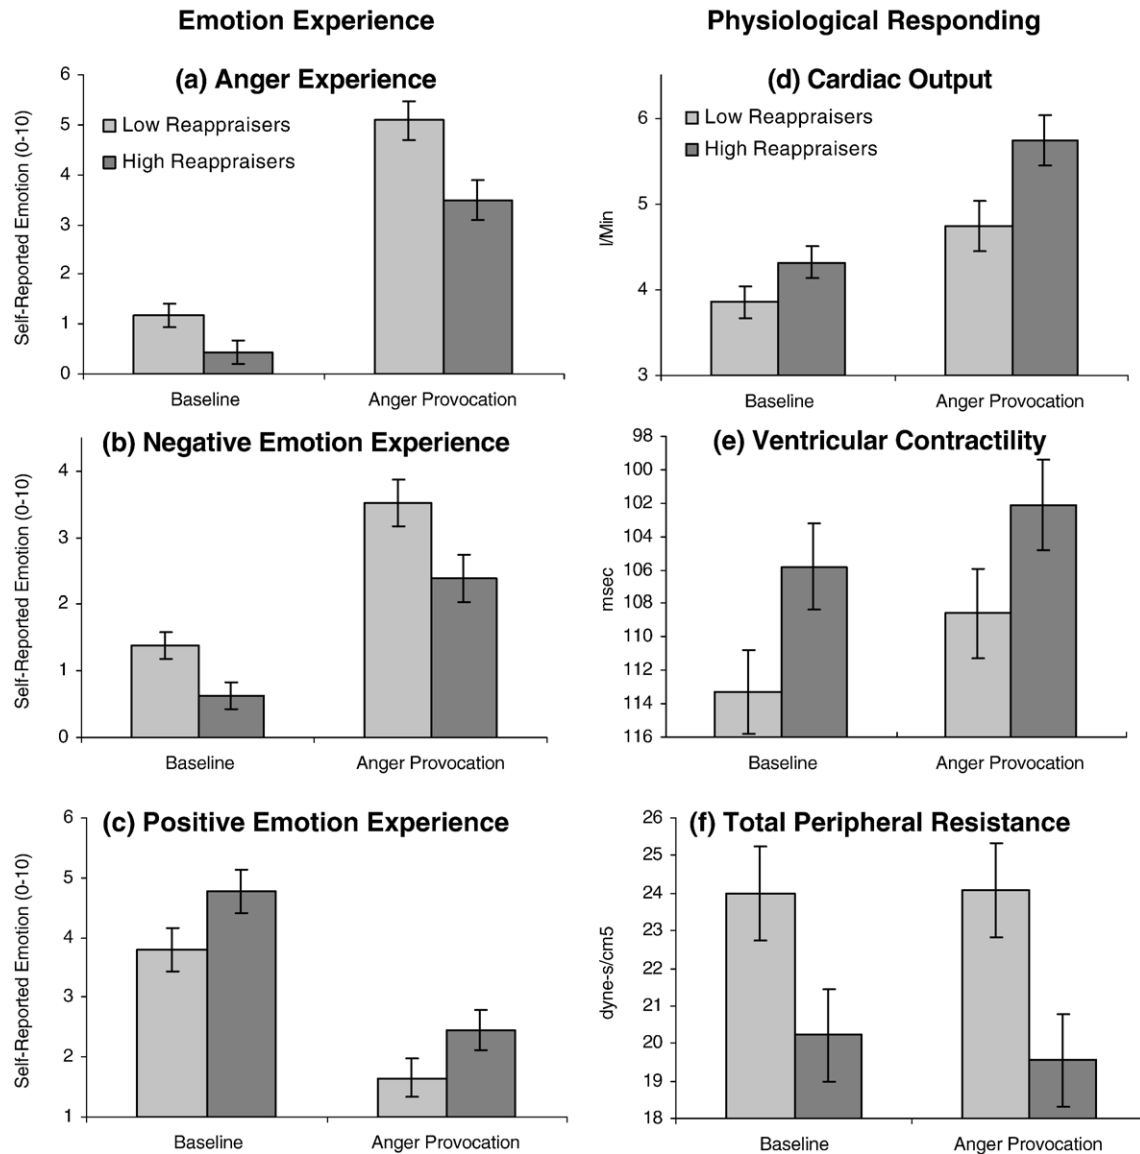 Emotion Experience
Physiological Responding
(a) Anger Experience
Self-Reported Emotion (0-10)
6
5
4
3
2
1
0
Low Reappraisers
High Reappraisers
Baseline
Anger Provocation
(d) Cardiac Output
l/Min
6
5
4
3
Low Reappraisers
High Reappraisers
Baseline
Anger Provocation
(b) Negative Emotion Experience
Self-Reported Emotion (0-10)
4
3
2
1
0
Baseline
Anger Provocation
(e) Ventricular Contractility
msec
98
100
102
104
106
108
110
112
114
116
Baseline
Anger Provocation
(c) Positive Emotion Experience
Self-Reported Emotion (0-10)
6
5
4
3
2
1
Baseline
Anger Provocation
(f) Total Peripheral Resistance
dyne-s/cm5
26
25
24
23
22
21
20
19
18
Baseline
Anger Provocation